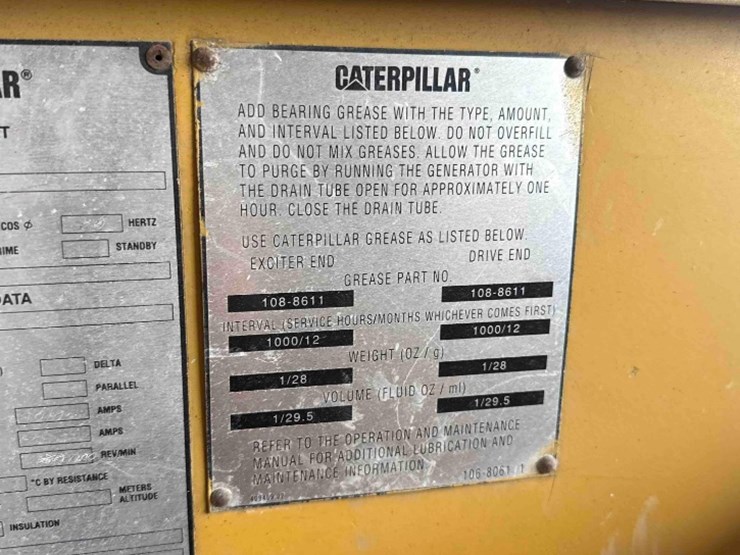 R®
T
COS φ
HERTZ
IME
STANDBY
ATA
DELTA
PARALLEL
AMPS
AMPS
REV/MIN
°C BY RESISTANCE
METERS
ALTITUDE
INSULATION
CATERPILLAR®
ADD BEARING GREASE WITH THE TYPE, AMOUNT,
AND INTERVAL LISTED BELOW. DO NOT OVERFILL
AND DO NOT MIX GREASES. ALLOW THE GREASE
TO PURGE BY RUNNING THE GENERATOR WITH
THE DRAIN TUBE OPEN FOR APPROXIMATELY ONE
HOUR. CLOSE THE DRAIN TUBE.
USE CATERPILLAR GREASE AS LISTED BELOW.
EXCITER END DRIVE END
GREASE PART NO.
108-8611 108-8611
INTERVAL (SERVICE HOURS/MONTHS WHICHEVER COMES FIRST)
1000/12 1000/12
WEIGHT (OZ / g)
1/28 1/28
VOLUME (FLUID OZ / ml)
1/29.5 1/29.5
REFER TO THE OPERATION AND MAINTENANCE
MANUAL FOR ADDITIONAL LUBRICATION AND
MAINTENANCE INFORMATION